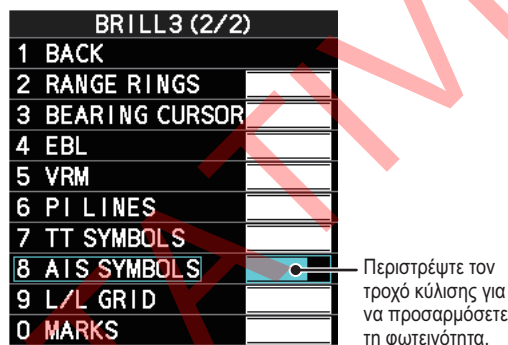 BRILL3 (2/2)
1 BACK
2 RANGE RINGS
3 BEARING CURSOR
4 EBL
5 VRM
6 PI LINES
7 TT SYMBOLS
8 AIS SYMBOLS
9 L/L GRID
0 MARKS
Περιστρέψτε τον
τροχό κύλισης για
να προσαρμόσετε
τη φωτεινότητα.